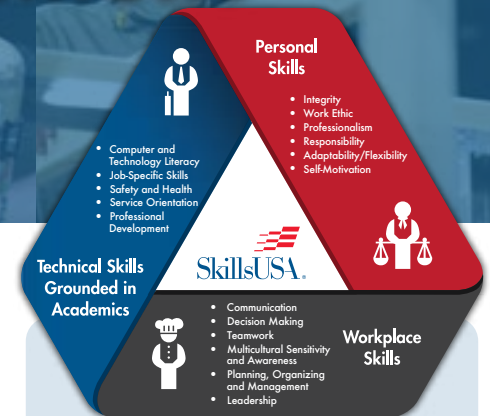 Personal
Skills
• Integrity
• Work Ethic
• Professionalism
• Responsibility
• Adaptability/Flexibility
• Self-Motivation
• Computer and
Technology Literacy
• Job-Specific Skills
• Safety and Health
• Service Orientation
• Professional
Development
Technical Skills
Grounded in
Academics
SkillsUSA®
• Communication
• Decision Making
• Teamwork
• Multicultural Sensitivity
and Awareness
• Planning, Organizing
and Management
• Leadership
Workplace
Skills